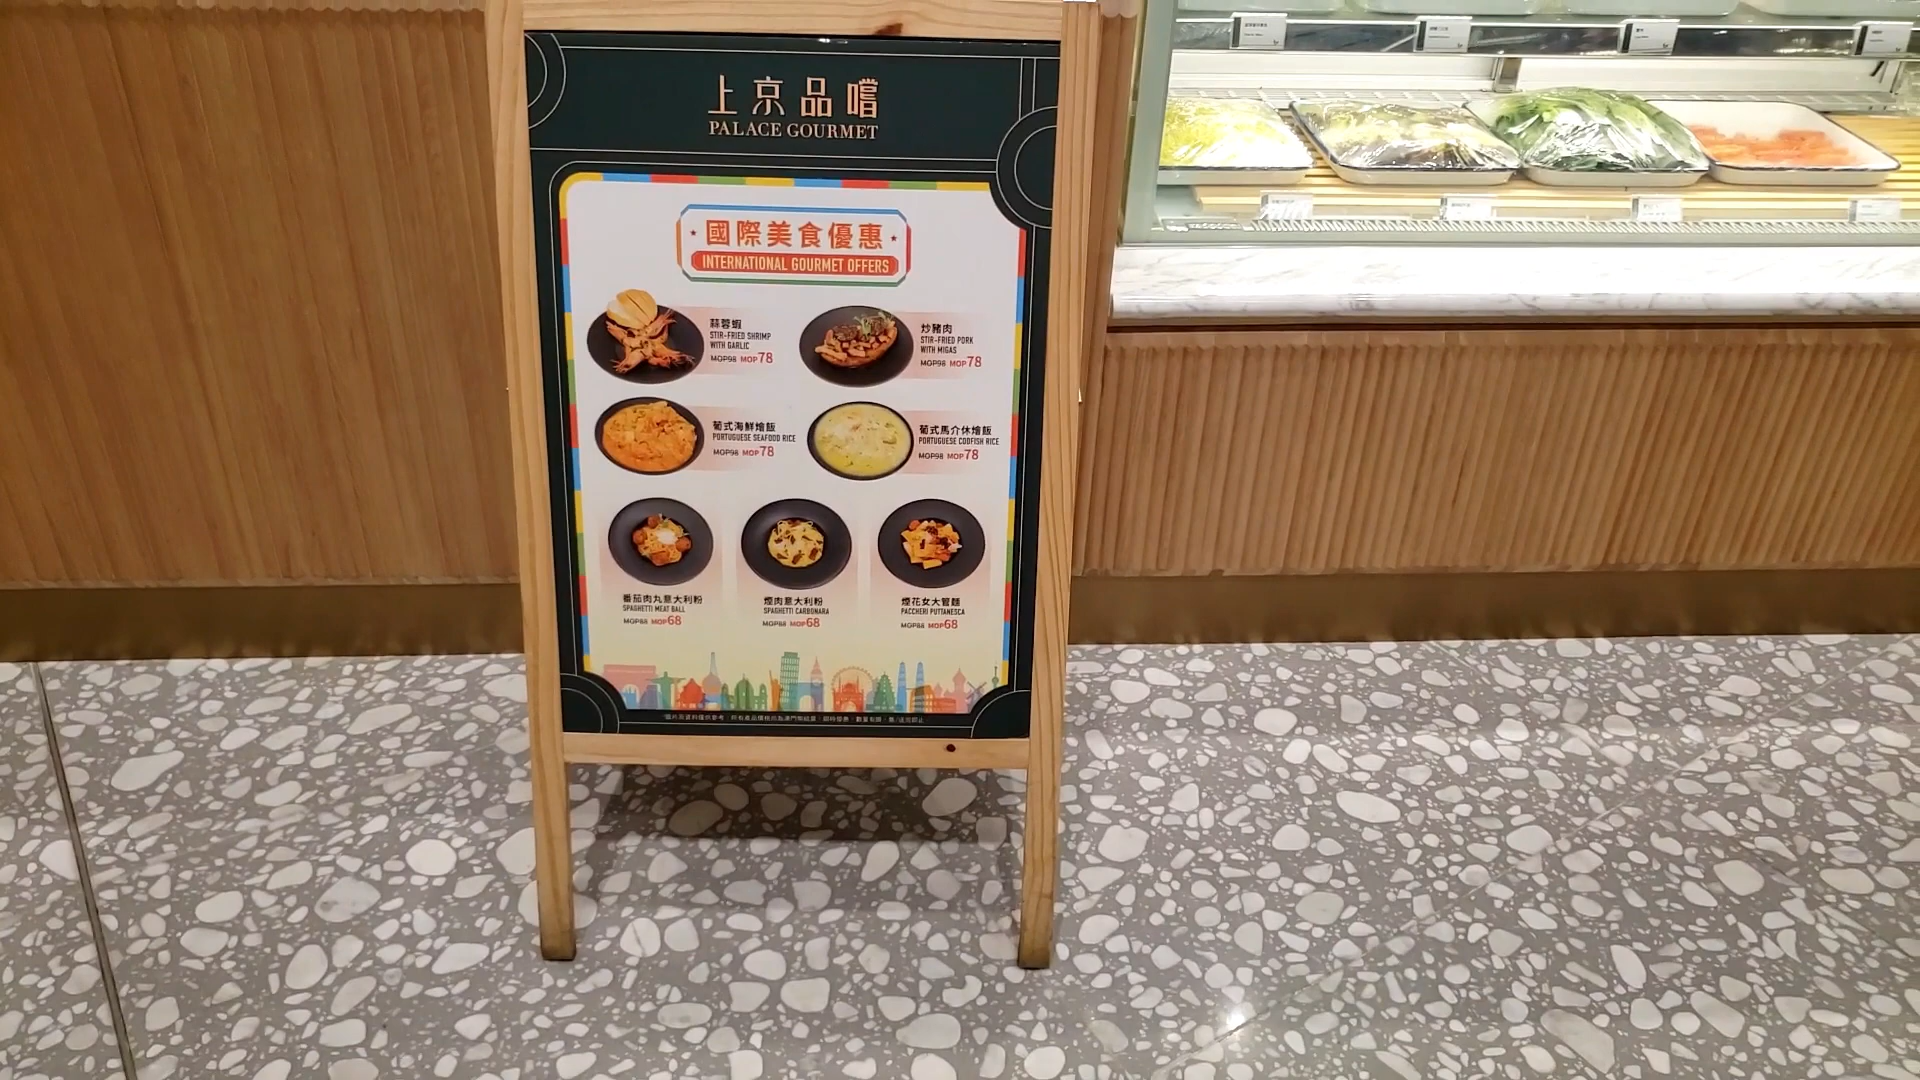 上京品嚐
PALACE GOURMET
國際美食優惠
INTERNATIONAL GOURMET OFFERS
蒜蓉蝦
STIR-FRIED SHRIMP
WITH GARLIC
MOP98 MOP78
炒豬肉
STIR-FRIED PORK
WITH MIGAS
MOP98 MOP78
葡式海鮮燴飯
PORTUGUESE SEAFOOD RICE
MOP98 MOP78
葡式馬介休燴飯
PORTUGUESE CODFISH RICE
MOP98 MOP78
番茄肉丸意大利粉
SPAGHETTI MEAT BALL
MOP88 MOP68
煙肉意大利粉
SPAGHETTI CARBONARA
MOP88 MOP68
煙花女大管麵
PACCHERI PUTTANESCA
MOP88 MOP68